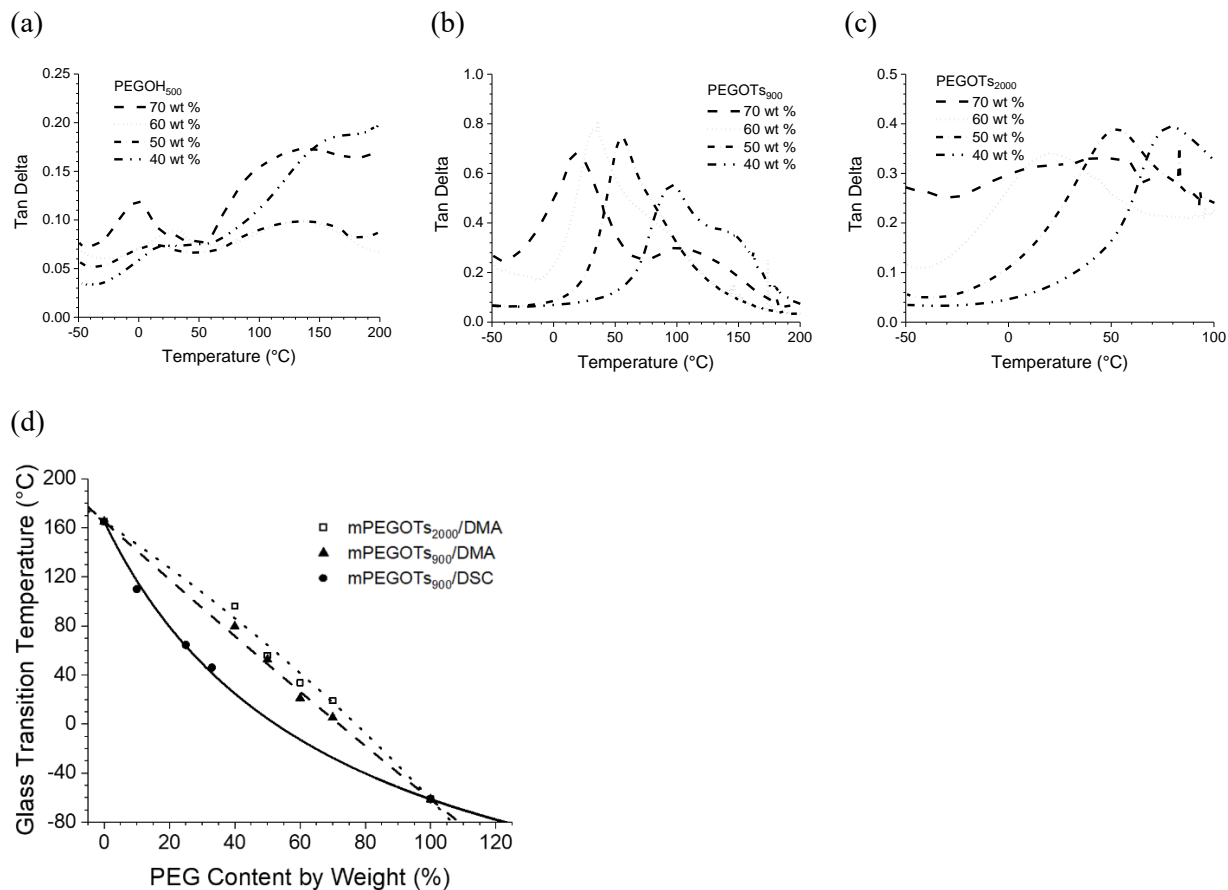 (a)
0.25
0.20
0.15
0.10
0.05
0.00
Tan Delta
PEGOH₅₀₀
70 wt %
60 wt %
50 wt %
40 wt %
-50 0 50 100 150 200
Temperature (°C)
(b)
1.0
0.8
0.6
0.4
0.2
0.0
Tan Delta
PEGOTs₉₀₀
70 wt %
60 wt %
50 wt %
40 wt %
-50 0 50 100 150 200
Temperature (°C)
(c)
0.5
0.4
0.3
0.2
0.1
0.0
Tan Delta
PEGOTs₂₀₀₀
70 wt %
60 wt %
50 wt %
40 wt %
-50 0 50 100
Temperature (°C)
(d)
200
160
120
80
40
0
-40
-80
Glass Transition Temperature (°C)
mPEGOTs₂₀₀₀/DMA
mPEGOTs₉₀₀/DMA
mPEGOTs₉₀₀/DSC
0 20 40 60 80 100 120
PEG Content by Weight (%)